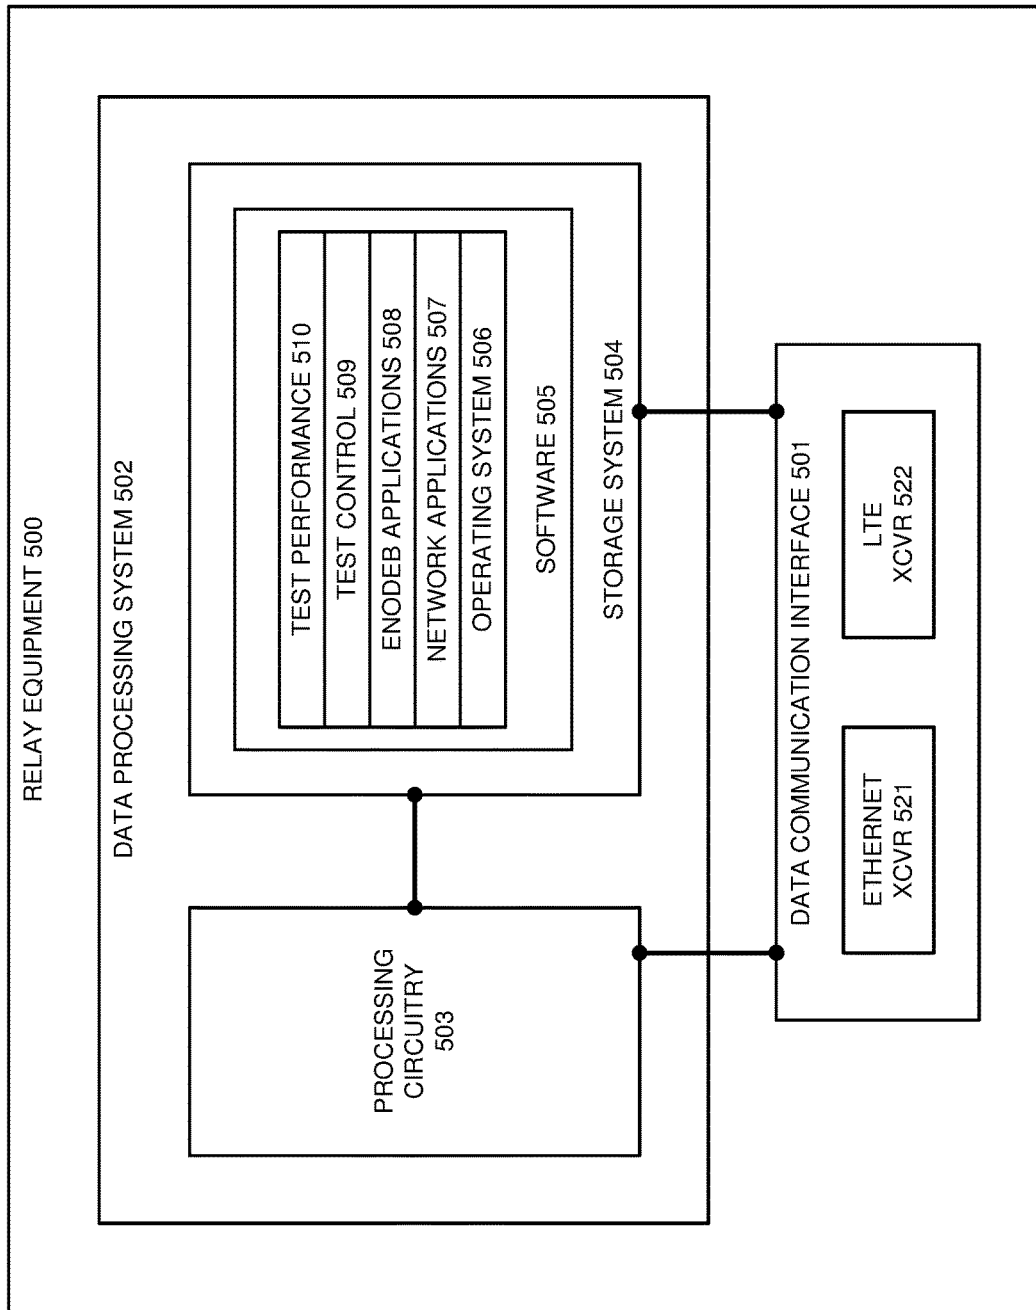 RELAY EQUIPMENT 500
DATA PROCESSING SYSTEM 502
PROCESSING
CIRCUITRY
503
TEST PERFORMANCE 510
TEST CONTROL 509
ENODEB APPLICATIONS 508
NETWORK APPLICATIONS 507
OPERATING SYSTEM 506
SOFTWARE 505
STORAGE SYSTEM 504
DATA COMMUNICATION INTERFACE 501
ETHERNET
XCVR 521
LTE
XCVR 522